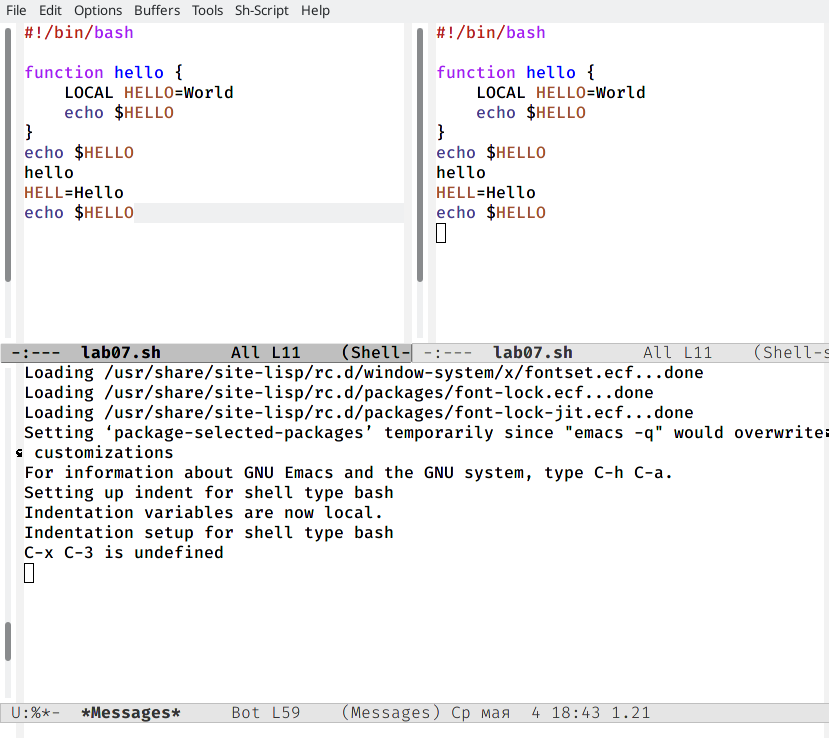 File Edit Options Buffers Tools Sh-Script Help
#!/bin/bash
function hello {
LOCAL HELLO=World
echo $HELLO
}
echo $HELLO
hello
HELL=Hello
echo $HELLO
-:--- lab07.sh All L11 (Shell-
#!/bin/bash
function hello {
LOCAL HELLO=World
echo $HELLO
}
echo $HELLO
hello
HELL=Hello
echo $HELLO
-:--- lab07.sh All L11 (Shell-s
Loading /usr/share/site-lisp/rc.d/window-system/x/fontset.ecf...done
Loading /usr/share/site-lisp/rc.d/packages/font-lock.ecf...done
Loading /usr/share/site-lisp/rc.d/packages/font-lock-jit.ecf...done
Setting ‘package-selected-packages’ temporarily since "emacs -q" would overwrite
customizations
For information about GNU Emacs and the GNU system, type C-h C-a.
Setting up indent for shell type bash
Indentation variables are now local.
Indentation setup for shell type bash
C-x C-3 is undefined
U:%*- *Messages* Bot L59 (Messages) Ср мая 4 18:43 1.21